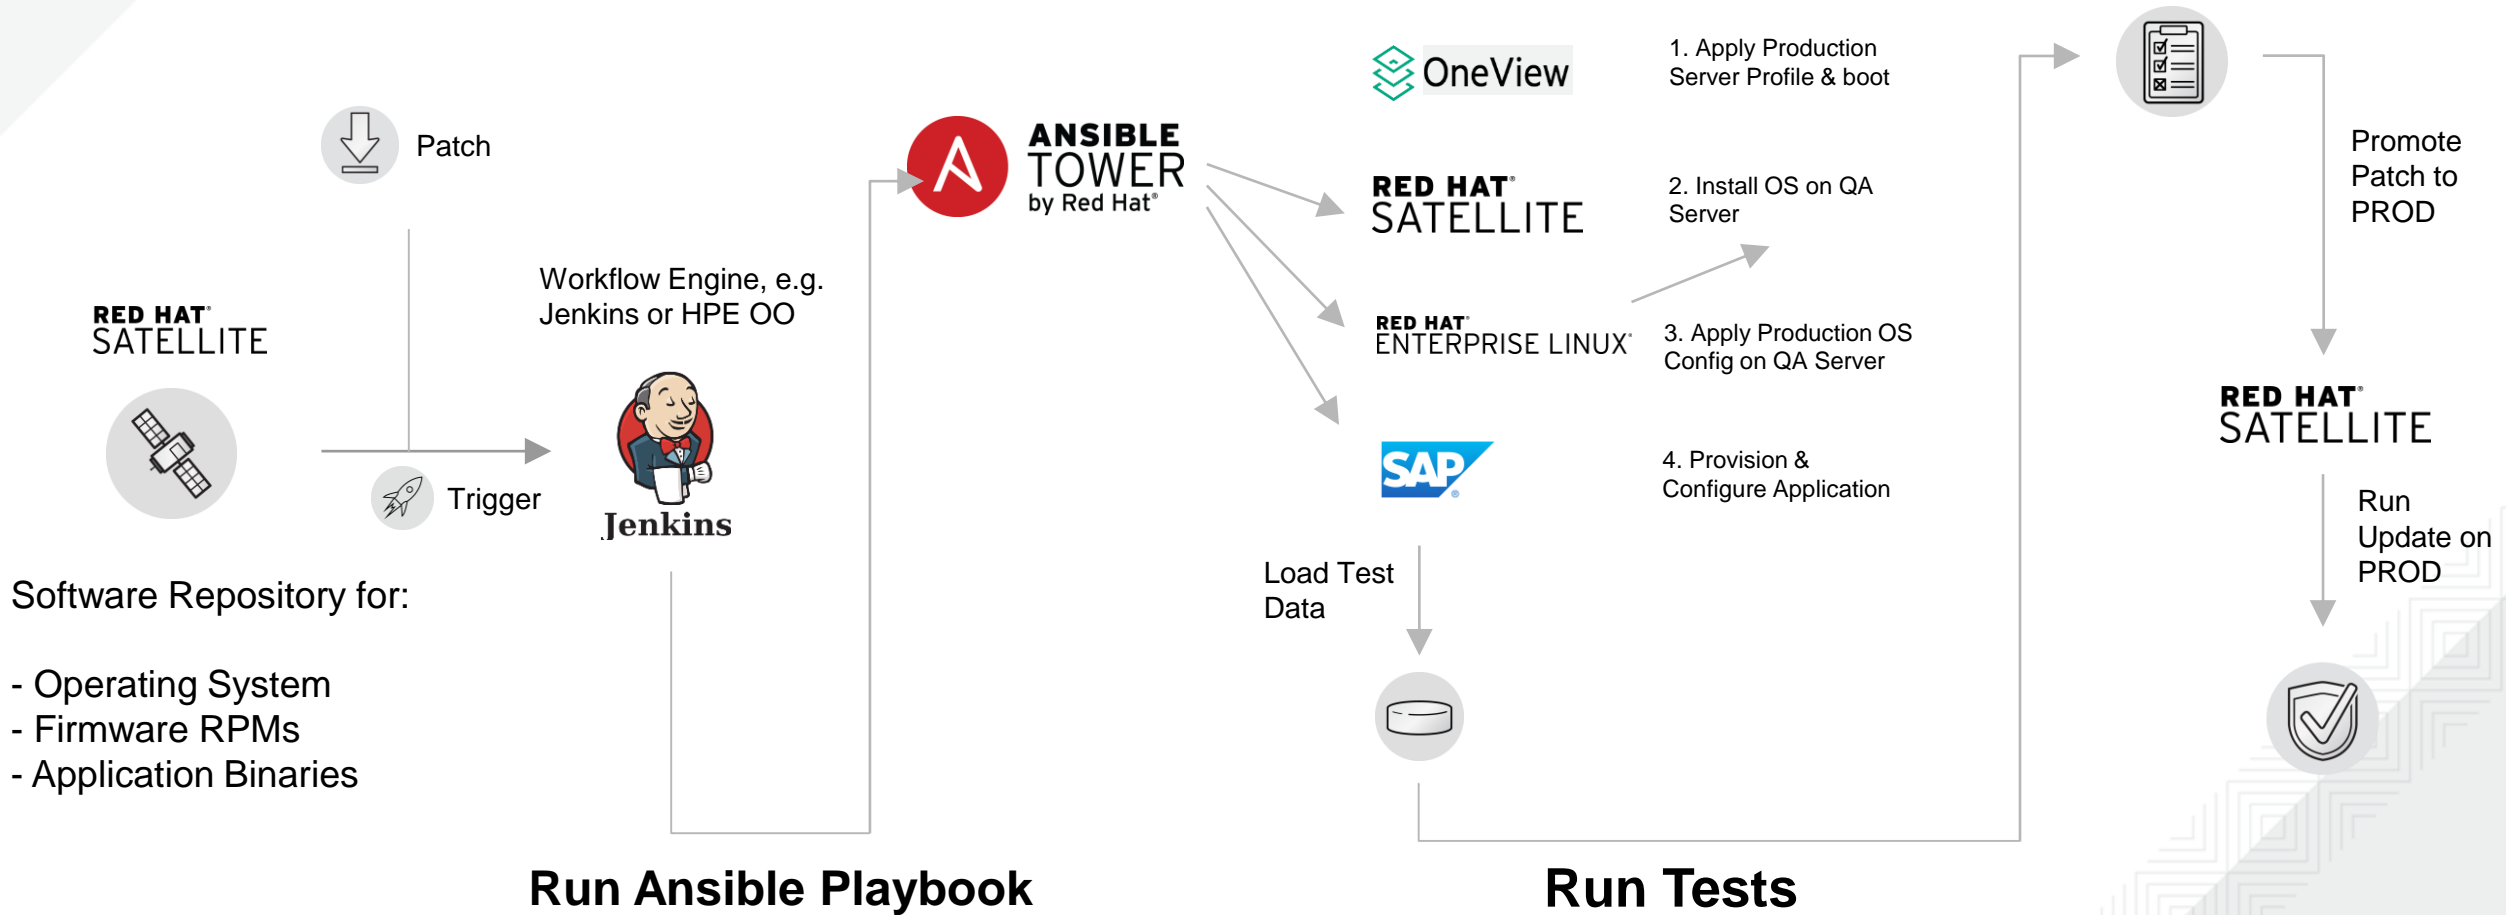 Patch
RED HAT®
SATELLITE
Trigger
Software Repository for:
- Operating System
- Firmware RPMs
- Application Binaries
Workflow Engine, e.g.
Jenkins or HPE OO
Jenkins
Run Ansible Playbook
ANSIBLE
TOWER
by Red Hat®
OneView
1. Apply Production
Server Profile & boot
RED HAT®
SATELLITE
2. Install OS on QA
Server
RED HAT®
ENTERPRISE LINUX®
3. Apply Production OS
Config on QA Server
SAP®
4. Provision &
Configure Application
Load Test
Data
Run Tests
Promote
Patch to
PROD
RED HAT®
SATELLITE
Run
Update on
PROD